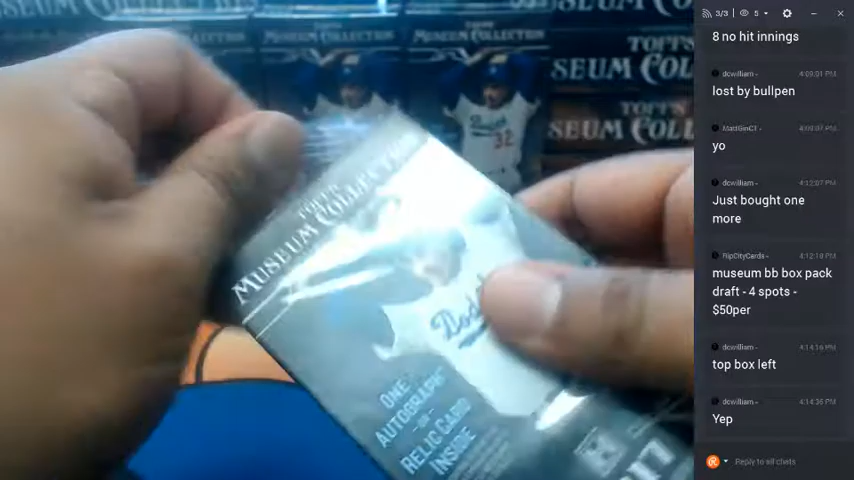 MUSEUM COLLECTION
MUSEUM COLLECTION
TOPPS
SEUM COL
TOPPS
SEUM COLL
Dodgers
32
TOPPS
MUSEUM COLLECTION
Dod
ONE
AUTOGRAPH
- OR -
RELIC CARD
INSIDE
3/3
5
8 no hit innings
dcwilliam -
4:09:01 PM
lost by bullpen
MattGinCT -
4:09:07 PM
yo
dcwilliam -
4:12:07 PM
Just bought one
more
RipCityCards -
4:12:18 PM
museum bb box pack
draft - 4 spots -
$50per
dcwilliam -
4:14:16 PM
top box left
dcwilliam -
4:14:36 PM
Yep
Reply to all chats